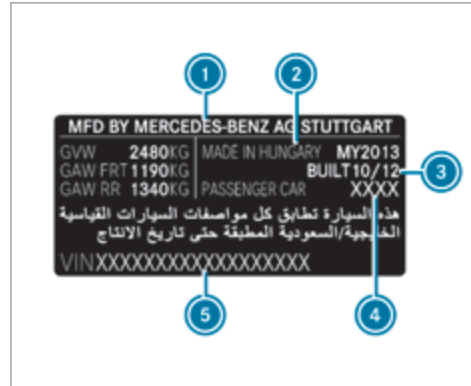 1
2
MFD BY MERCEDES-BENZ AG STUTTGART
GVW 2480KG MADE IN HUNGARY MY2013
GAW FRT 1190KG BUILT 10/12 3
GAW RR 1340KG PASSENGER CAR XXXX
هذه السيارة تطابق كل مواصفات السيارات القياسية
الخليجية/السعودية المطبقة حتى تاريخ الانتاج
VIN XXXXXXXXXXXXXXXXX
5
4